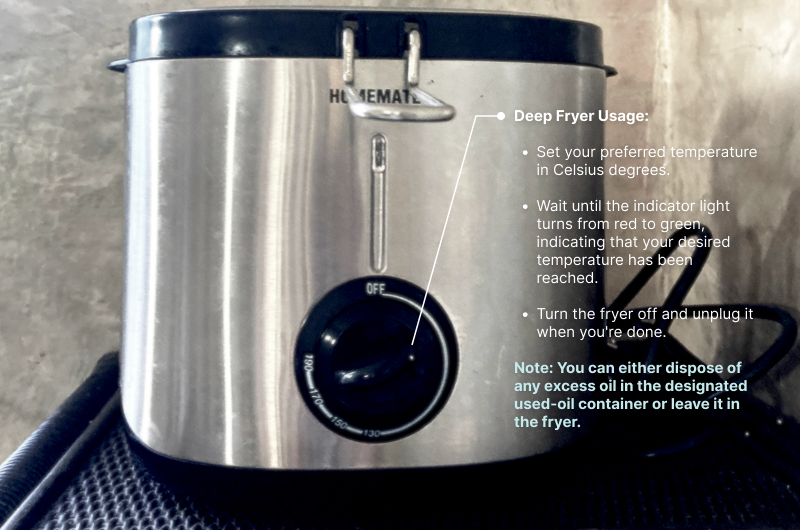 HOMEMATE
Deep Fryer Usage:
• Set your preferred temperature
in Celsius degrees.
• Wait until the indicator light
turns from red to green,
indicating that your desired
temperature has been
reached.
• Turn the fryer off and unplug it
when you're done.
Note: You can either dispose of
any excess oil in the designated
used-oil container or leave it in
the fryer.
OFF
190
170
150
130